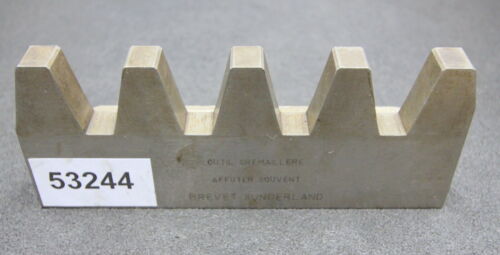 OUTIL CREMAILLERE
AFFUTER SOUVENT
BREVET SUNDERLAND
53244